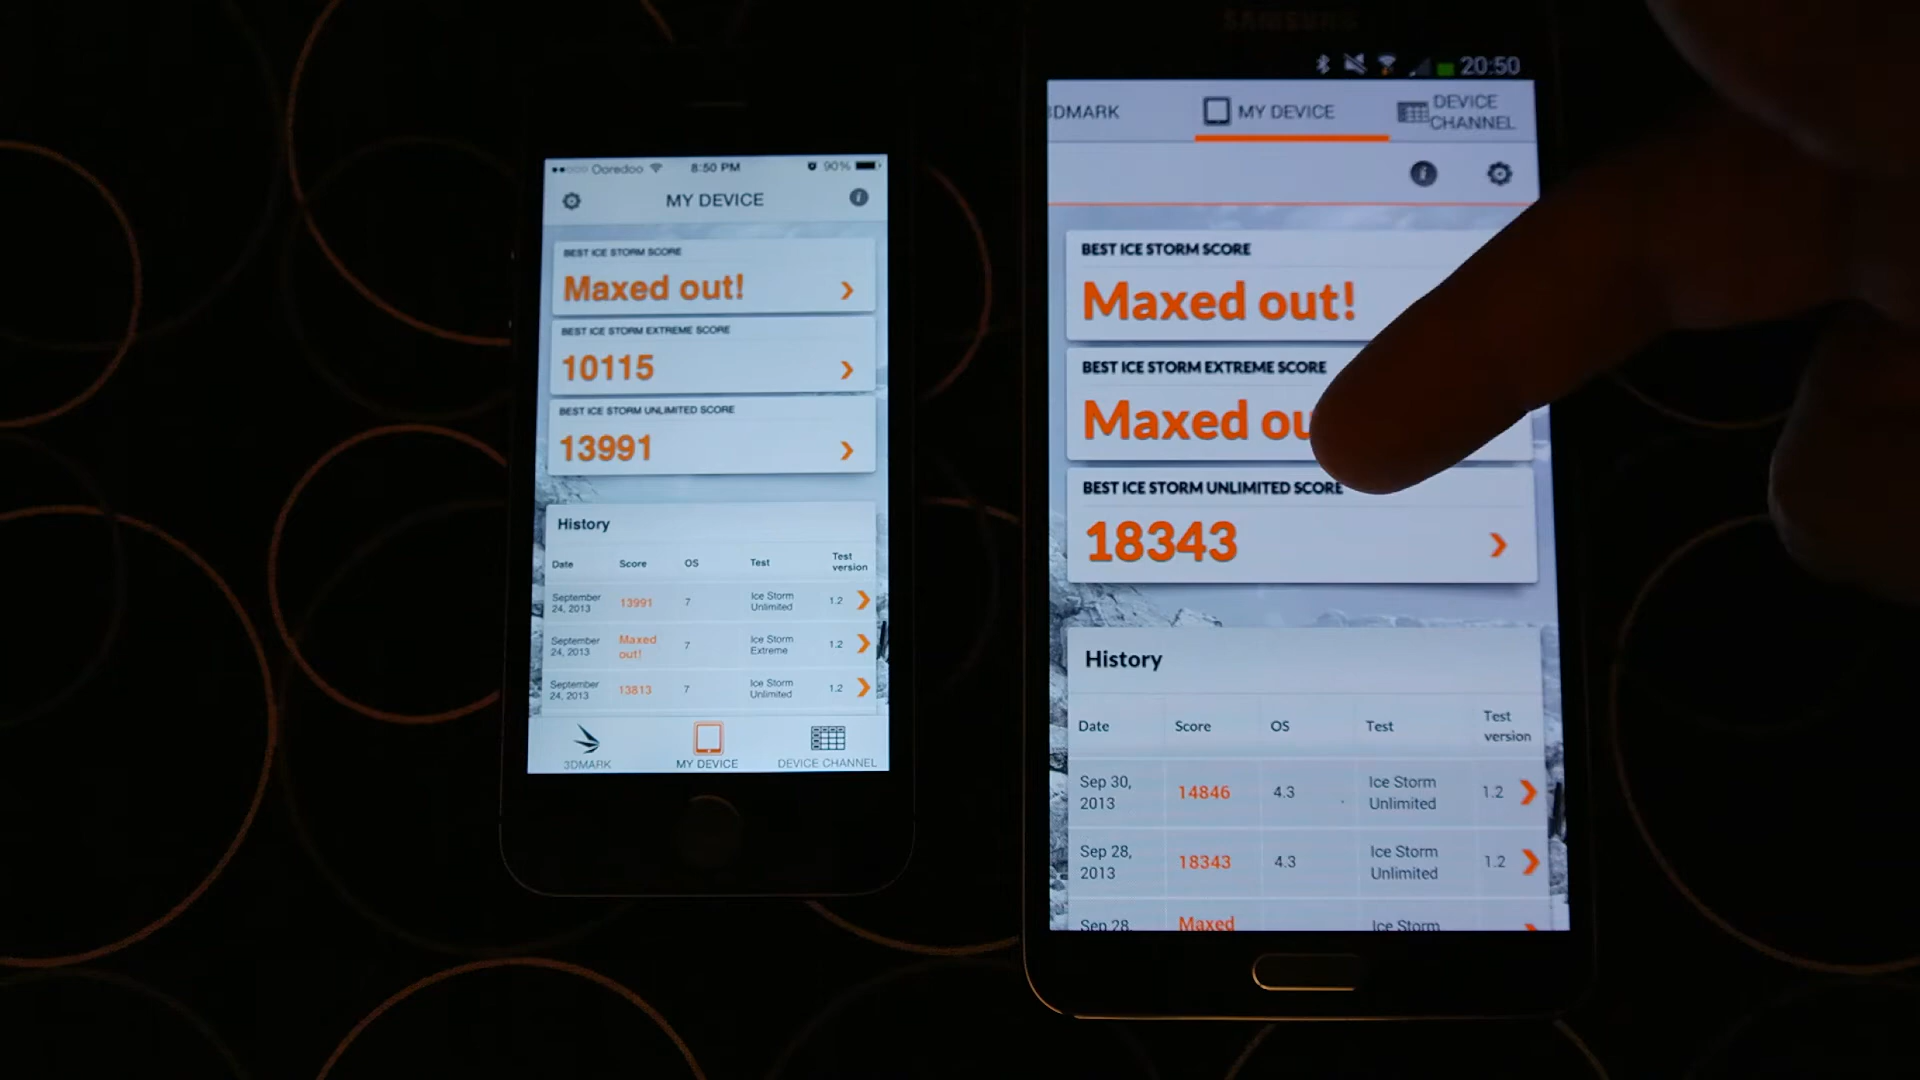 Ooredoo 8:50 PM 90%
MY DEVICE
BEST ICE STORM SCORE
Maxed out!
BEST ICE STORM EXTREME SCORE
10115
BEST ICE STORM UNLIMITED SCORE
13991
History
Date Score OS Test Test version
September 24, 2013 13991 7 Ice Storm Unlimited 1.2
September 24, 2013 Maxed out! 7 Ice Storm Extreme 1.2
September 24, 2013 13813 7 Ice Storm Unlimited 1.2
3DMARK MY DEVICE DEVICE CHANNEL
SAMSUNG
20:50
3DMARK MY DEVICE DEVICE CHANNEL
BEST ICE STORM SCORE
Maxed out!
BEST ICE STORM EXTREME SCORE
Maxed ou
BEST ICE STORM UNLIMITED SCORE
18343
History
Date Score OS Test Test version
Sep 30, 2013 14846 4.3 Ice Storm Unlimited 1.2
Sep 28, 2013 18343 4.3 Ice Storm Unlimited 1.2
Sep 28, Maxed Ice Storm